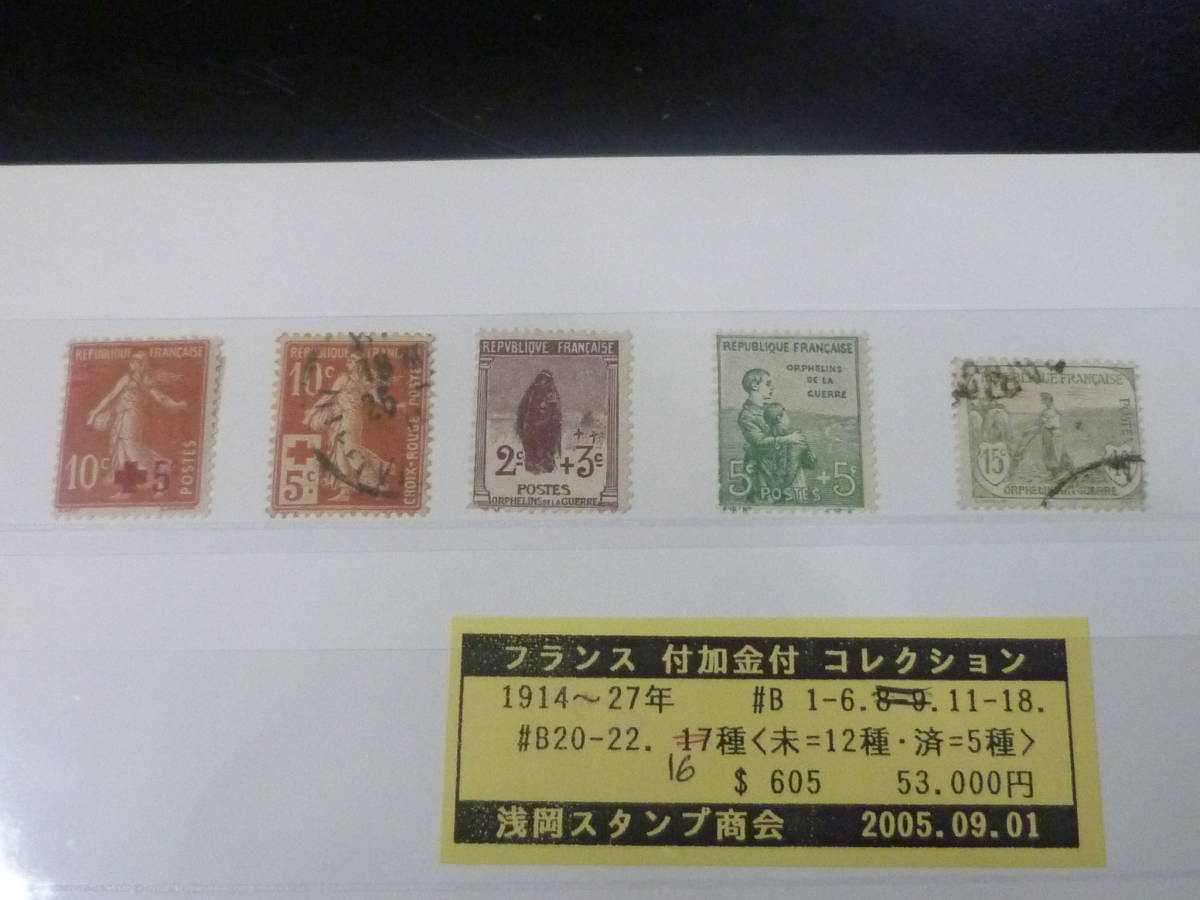 REPUBLIQUE FRANÇAISE
10c
+5
POSTES
10c
5c
CROIX-ROUGE POSTES
REPVBLIQUE FRANÇAISE
2c +3c
POSTES
ORPHELINS DE LA GUERRE
REPUBLIQUE FRANÇAISE
ORPHELINS
DE LA
GUERRE
5c +5c
POSTES
FRANÇAISE
POSTES
15c
ORPHELINS DE LA GUERRE
フランス 付加金付 コレクション
1914～27年 #B 1-6.8-9.11-18.
#B20-22. 17種<未=12種・済=5種>
16
$ 605 53.000円
浅岡スタンプ商会 2005.09.01